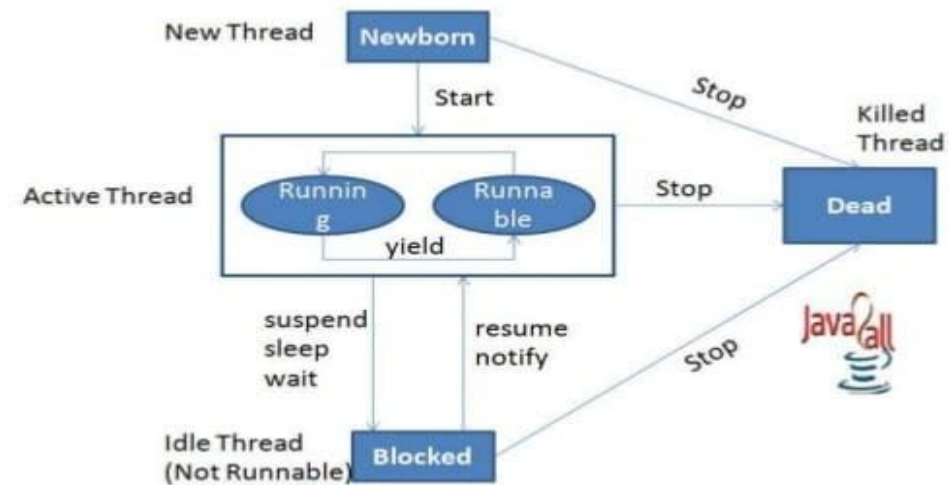 New Thread
Newborn
Start
Stop
Killed
Thread
Active Thread
Runnin
g
Runna
ble
yield
Stop
Dead
suspend
sleep
wait
resume
notify
Stop
Idle Thread
(Not Runnable)
Blocked
Java2all